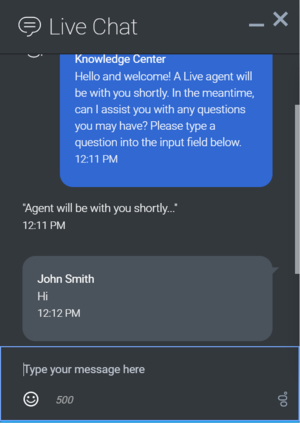 Live Chat
Knowledge Center
Hello and welcome! A Live agent will
be with you shortly. In the meantime,
can I assist you with any questions
you may have? Please type a
question into the input field below.
12:11 PM
"Agent will be with you shortly..."
12:11 PM
John Smith
Hi
12:12 PM
Type your message here
500